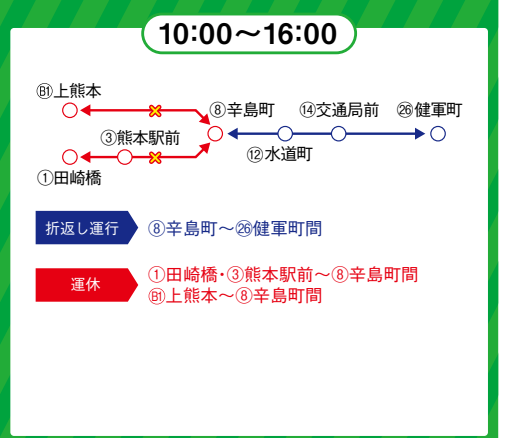 10:00〜16:00
㊛上熊本
⑧辛島町
⑭交通局前
㉖健軍町
③熊本駅前
⑫水道町
①田崎橋
折返し運行
⑧辛島町〜㉖健軍町間
運休
①田崎橋・③熊本駅前〜⑧辛島町間
B1上熊本〜⑧辛島町間